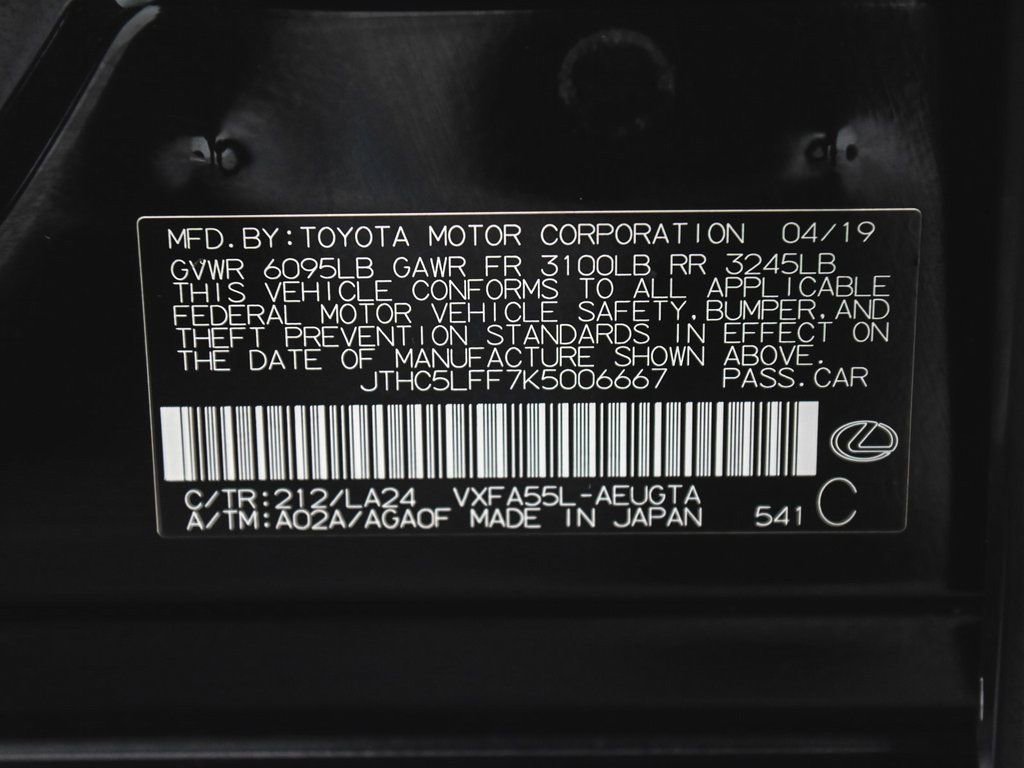 MFD.BY:TOYOTA MOTOR CORPORATION 04/19
GVWR 6095LB GAWR FR 3100LB RR 3245LB
THIS VEHICLE CONFORMS TO ALL APPLICABLE
FEDERAL MOTOR VEHICLE SAFETY,BUMPER,AND
THEFT PREVENTION STANDARDS IN EFFECT ON
THE DATE OF MANUFACTURE SHOWN ABOVE.
JTHC5LFF7K5006667 PASS.CAR
C/TR:212/LA24 VXFA55L-AEUGTA
A/TM:A02A/AGA0F MADE IN JAPAN 541 C